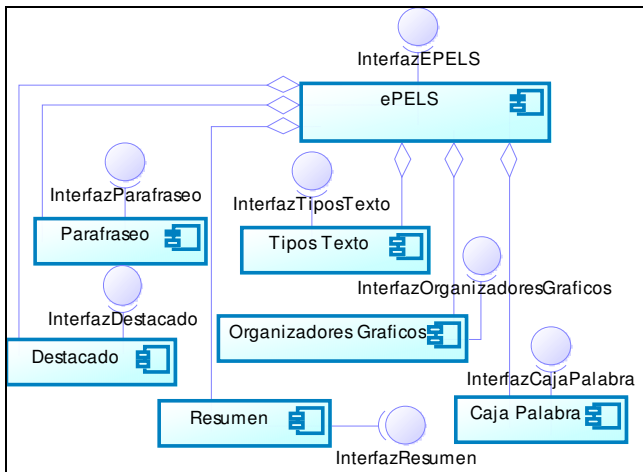 InterfazEPELS
ePELS
InterfazParafraseo
Parafraseo
InterfazTiposTexto
Tipos Texto
InterfazOrganizadoresGraficos
Organizadores Graficos
InterfazDestacado
Destacado
InterfazCajaPalabra
Caja Palabra
Resumen
InterfazResumen